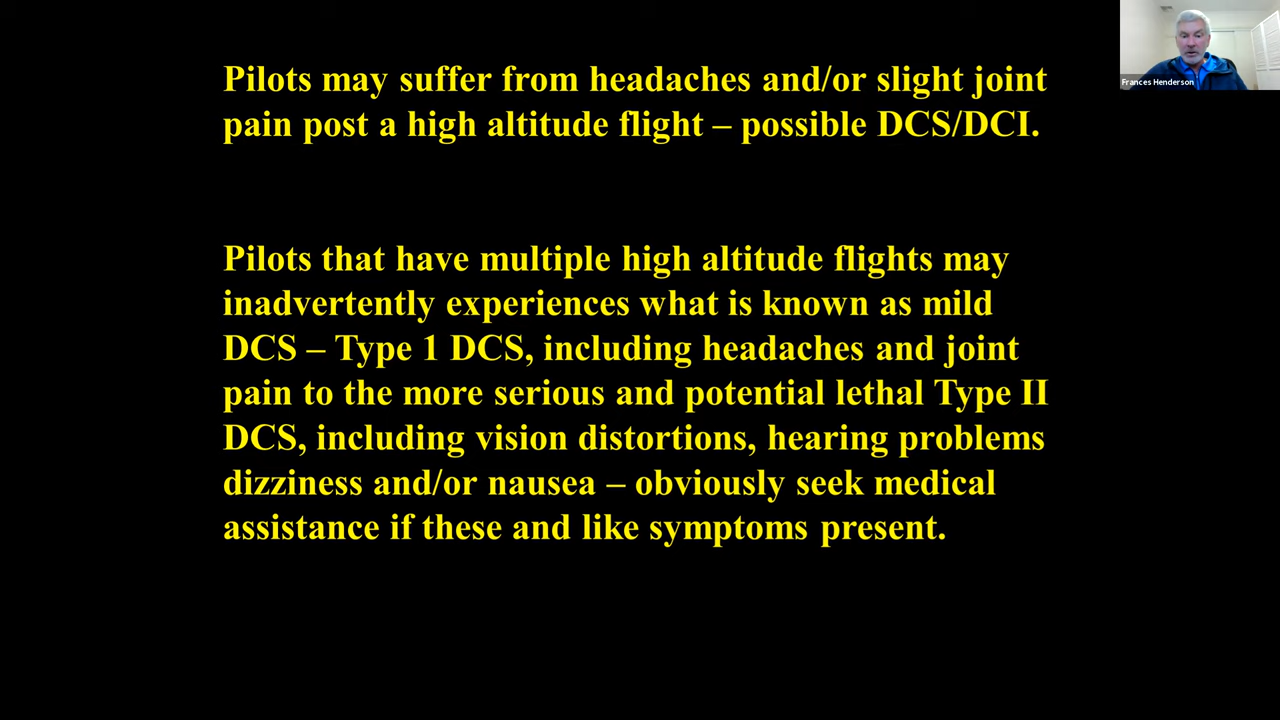 Pilots may suffer from headaches and/or slight joint
pain post a high altitude flight – possible DCS/DCI.
Pilots that have multiple high altitude flights may
inadvertently experiences what is known as mild
DCS – Type 1 DCS, including headaches and joint
pain to the more serious and potential lethal Type II
DCS, including vision distortions, hearing problems
dizziness and/or nausea – obviously seek medical
assistance if these and like symptoms present.
Frances Henderson